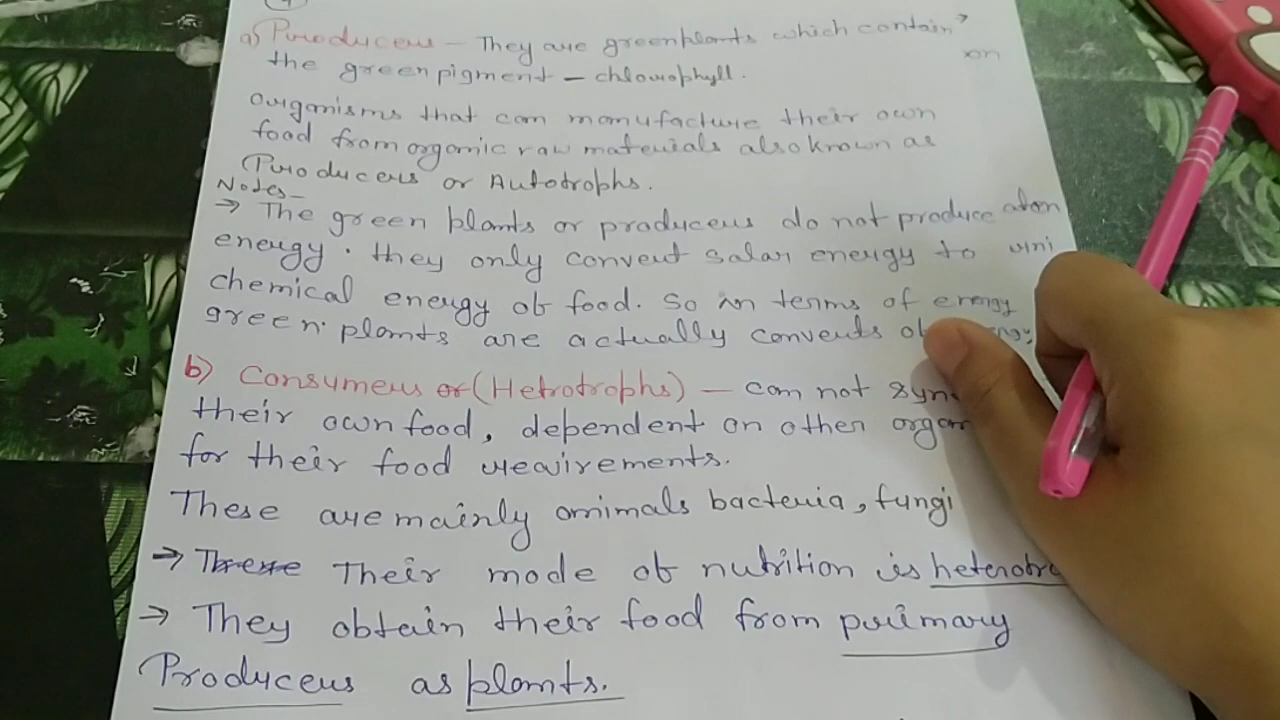 a) Producers - They are greenplants which contain
the greenpigment - chlorophyll.
on
Organisms that can manufacture their own
food from organic raw materials also known as
Producers or Autotrophs.
Notes-
⇒ The green plants or producers do not produce
energy. they only convert salar energy to
chemical energy of food. So in terms of energy
green plants are actually converts of
b) Consumers or (Hetrotrophs) - can not
their own food, dependent on other
for their food reairements.
These are mainly animals bacteria, fungi
→ Their mode of nutrition is
→ They obtain their food from primary
Producers as plants.